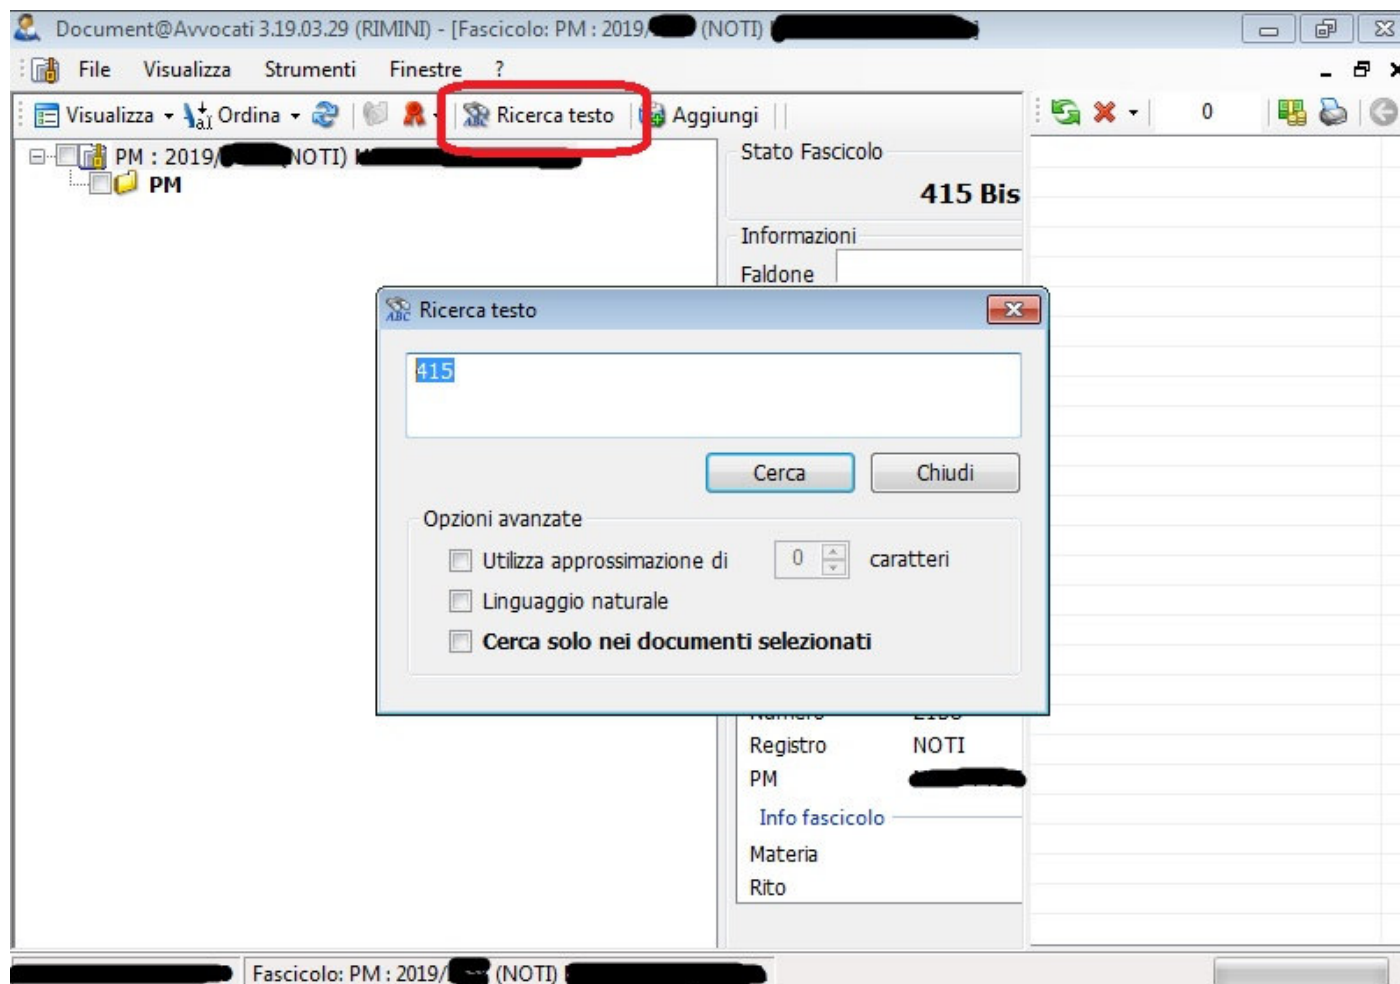 Document@Avvocati 3.19.03.29 (RIMINI) - [Fascicolo: PM : 2019/ (NOTI) ]
File Visualizza Strumenti Finestre ?
Visualizza Ordina Ricerca testo Aggiungi 0
PM : 2019/ (NOTI)
PM
Stato Fascicolo
415 Bis
Informazioni
Faldone
Ricerca testo
ABC
415
Cerca Chiudi
Opzioni avanzate
Utilizza approssimazione di 0 caratteri
Linguaggio naturale
Cerca solo nei documenti selezionati
Registro NOTI
PM
Info fascicolo
Materia
Rito
Fascicolo: PM : 2019/ (NOTI)